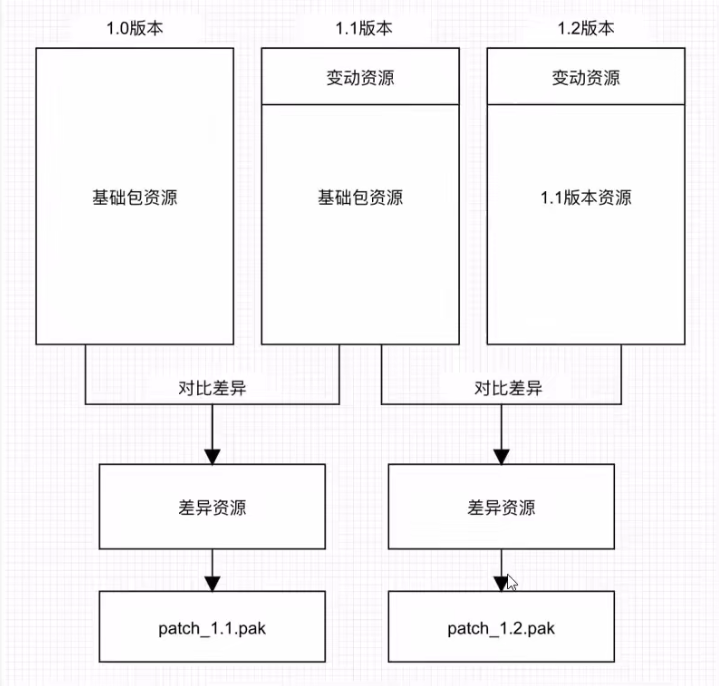 1.0版本
1.1版本
1.2版本
变动资源
变动资源
基础包资源
基础包资源
1.1版本资源
对比差异
对比差异
差异资源
差异资源
patch_1.1.pak
patch_1.2.pak